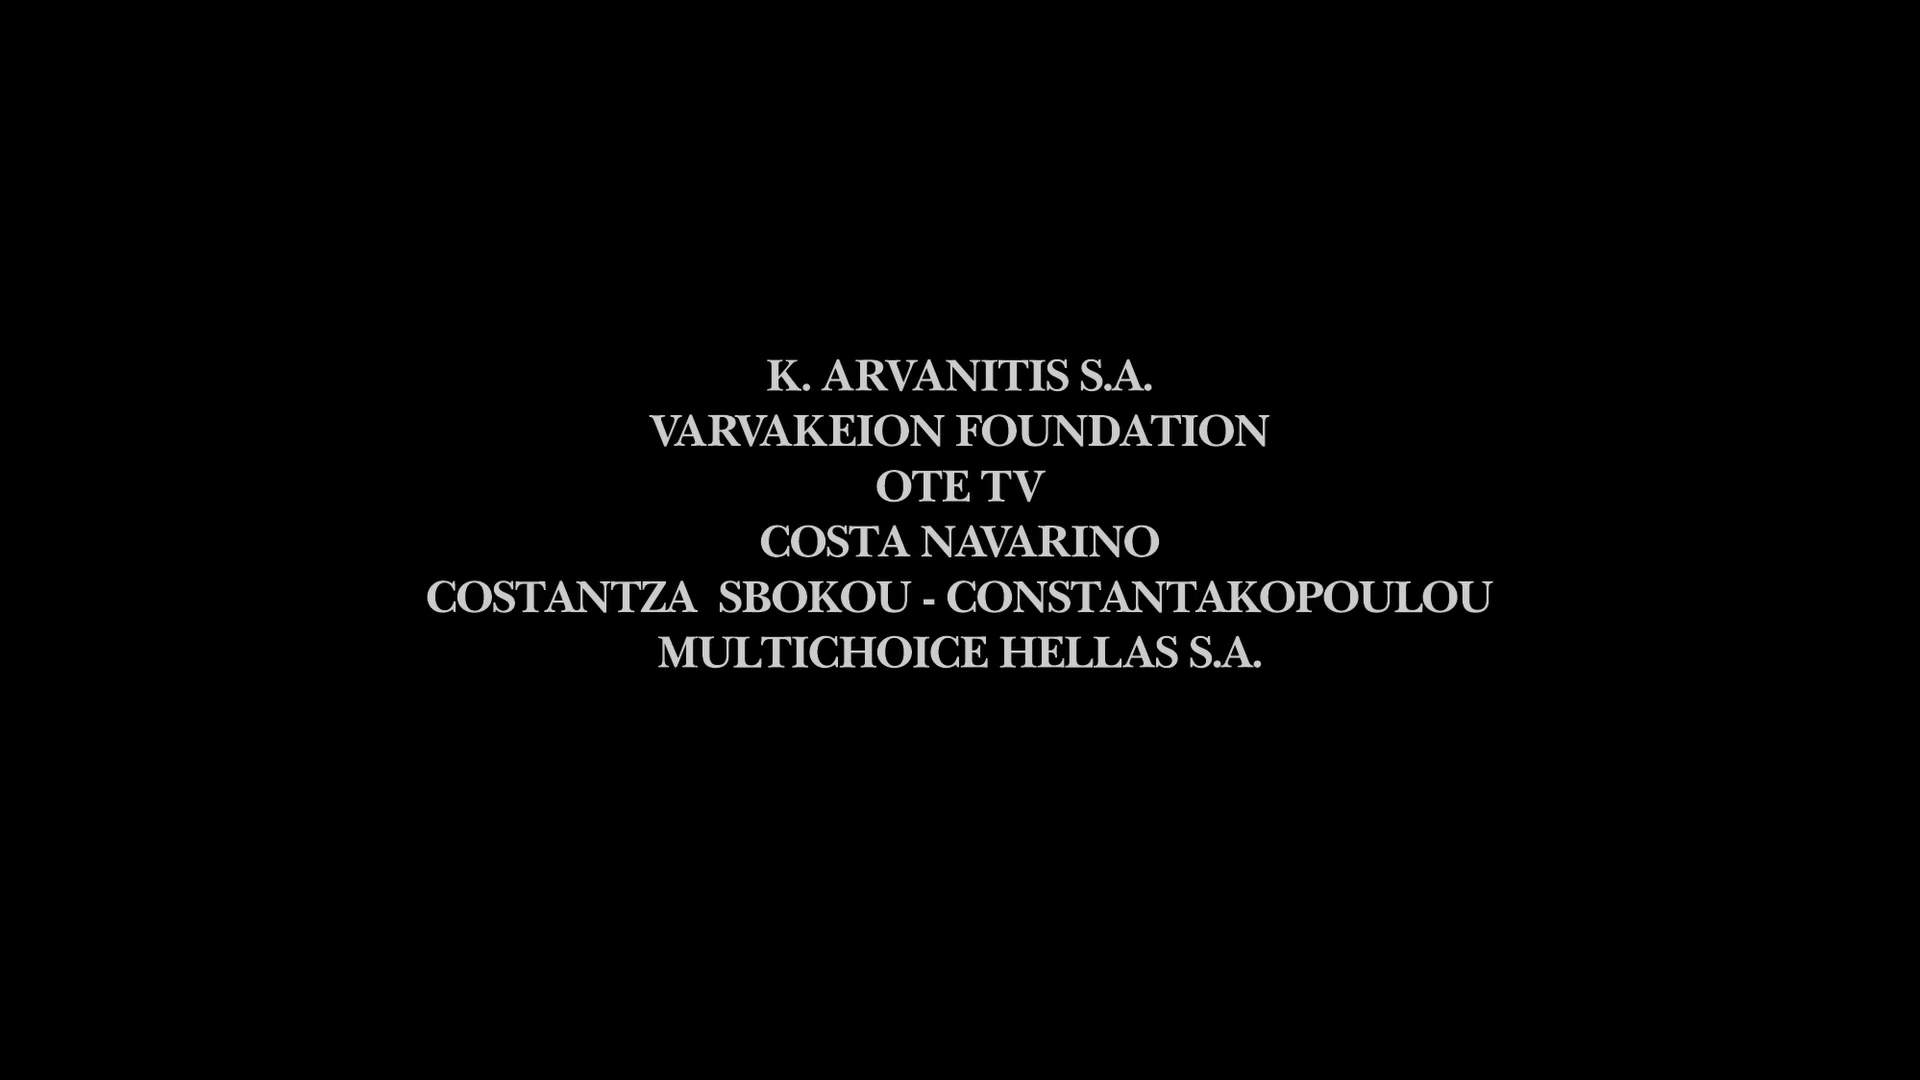 K. ARVANITIS S.A.
VARVAKEION FOUNDATION
OTE TV
COSTA NAVARINO
COSTANTZA  SBOKOU - CONSTANTAKOPOULOU
MULTICHOICE HELLAS S.A.